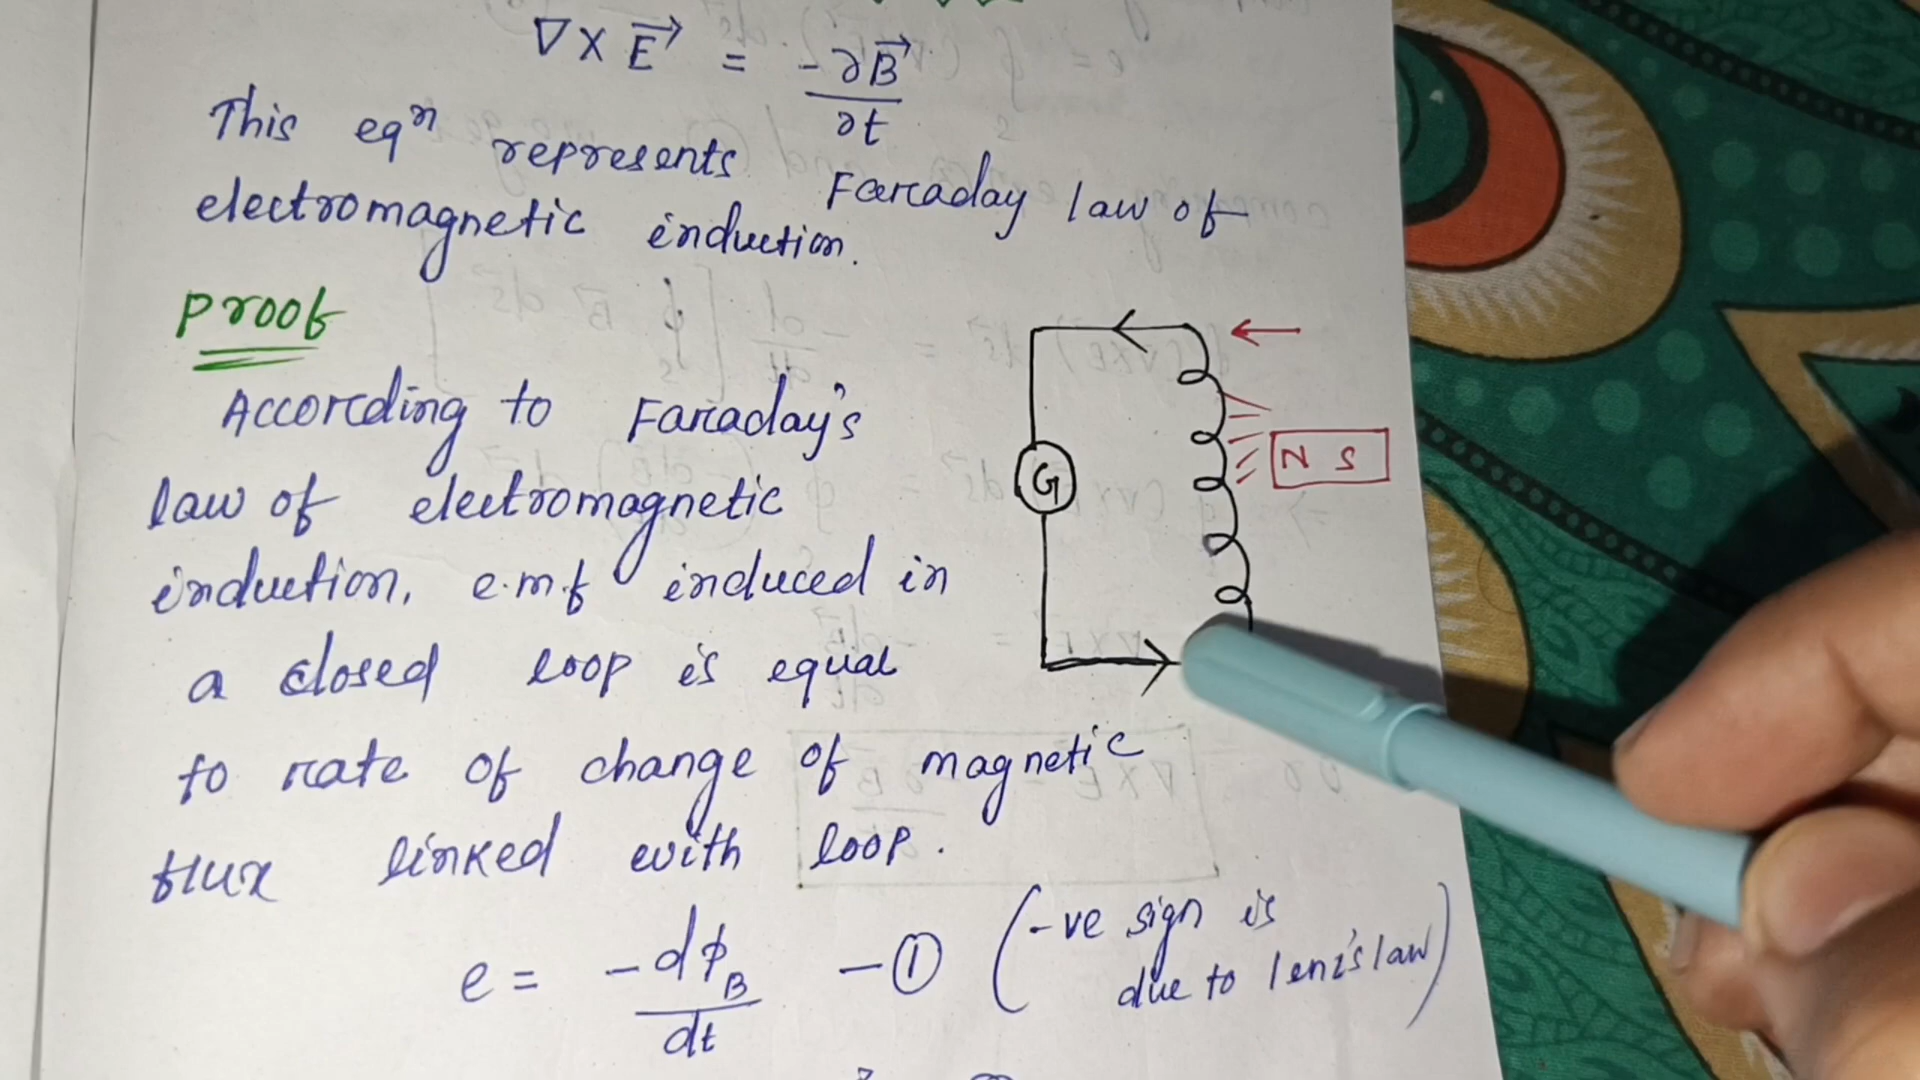 ∇ × E⃗ = -∂B⃗/∂t
This eqⁿ represents Faraday law of
electromagnetic induction.
Proof
According to Faraday's
law of electromagnetic
induction, e.m.f induced in
a closed loop is equal
to rate of change of magnetic
flux linked with loop.
e = -dϕ_B/dt - ① (-ve sign is
due to lenz's law)
G
N S